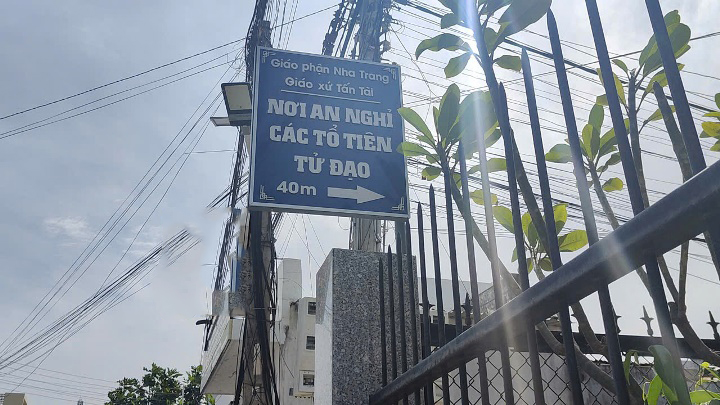 Giáo phận Nha Trang
Giáo xứ Tấn Tài
NƠI AN NGHỈ
CÁC TỔ TIÊN
TỬ ĐẠO
40m